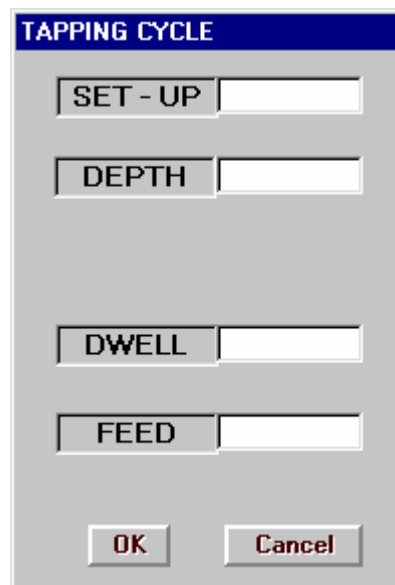 TAPPING CYCLE
SET - UP
DEPTH
DWELL
FEED
OK Cancel